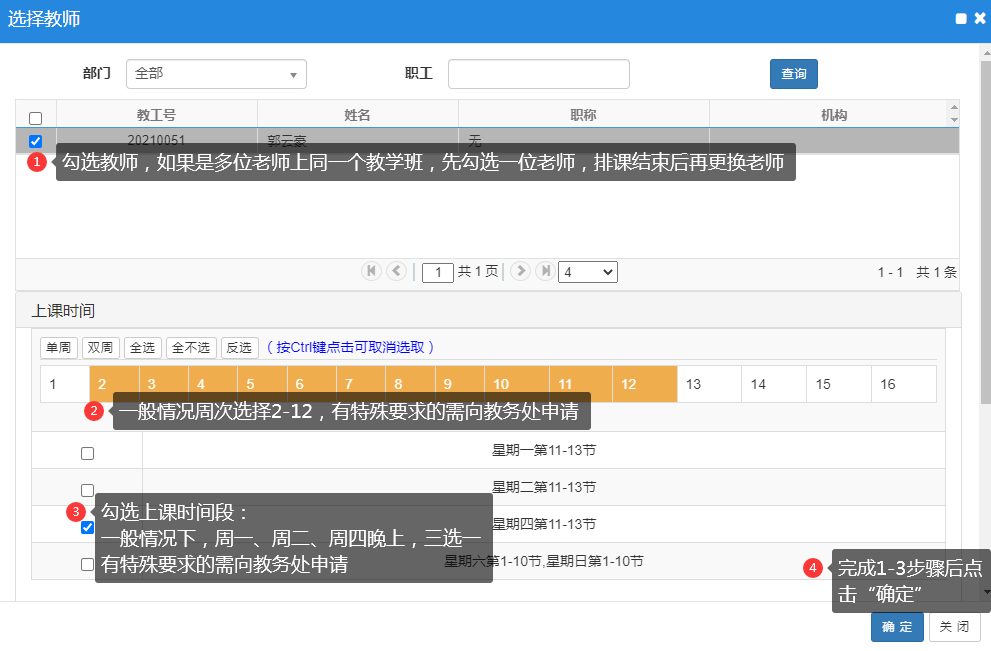 选择教师
部门 全部 职工 查询
教工号 姓名 职称 机构
20210051 郭云豪 无
1 勾选教师，如果是多位老师上同一个教学班，先勾选一位老师，排课结束后再更换老师
1 共 1 页 4 1 - 1 共 1 条
上课时间
单周 双周 全选 全不选 反选 （ 按Ctrl键点击可取消选取 ）
1 2 3 4 5 6 7 8 9 10 11 12 13 14 15 16
2 一般情况周次选择2-12，有特殊要求的需向教务处申请
星期一第11-13节
星期二第11-13节
3 勾选上课时间段：
星期四第11-13节
一般情况下，周一、周二、周四晚上，三选一
有特殊要求的需向教务处申请
星期六第1-10节,星期日第1-10节
4 完成1-3步骤后点
击“确定”
确 定 关 闭